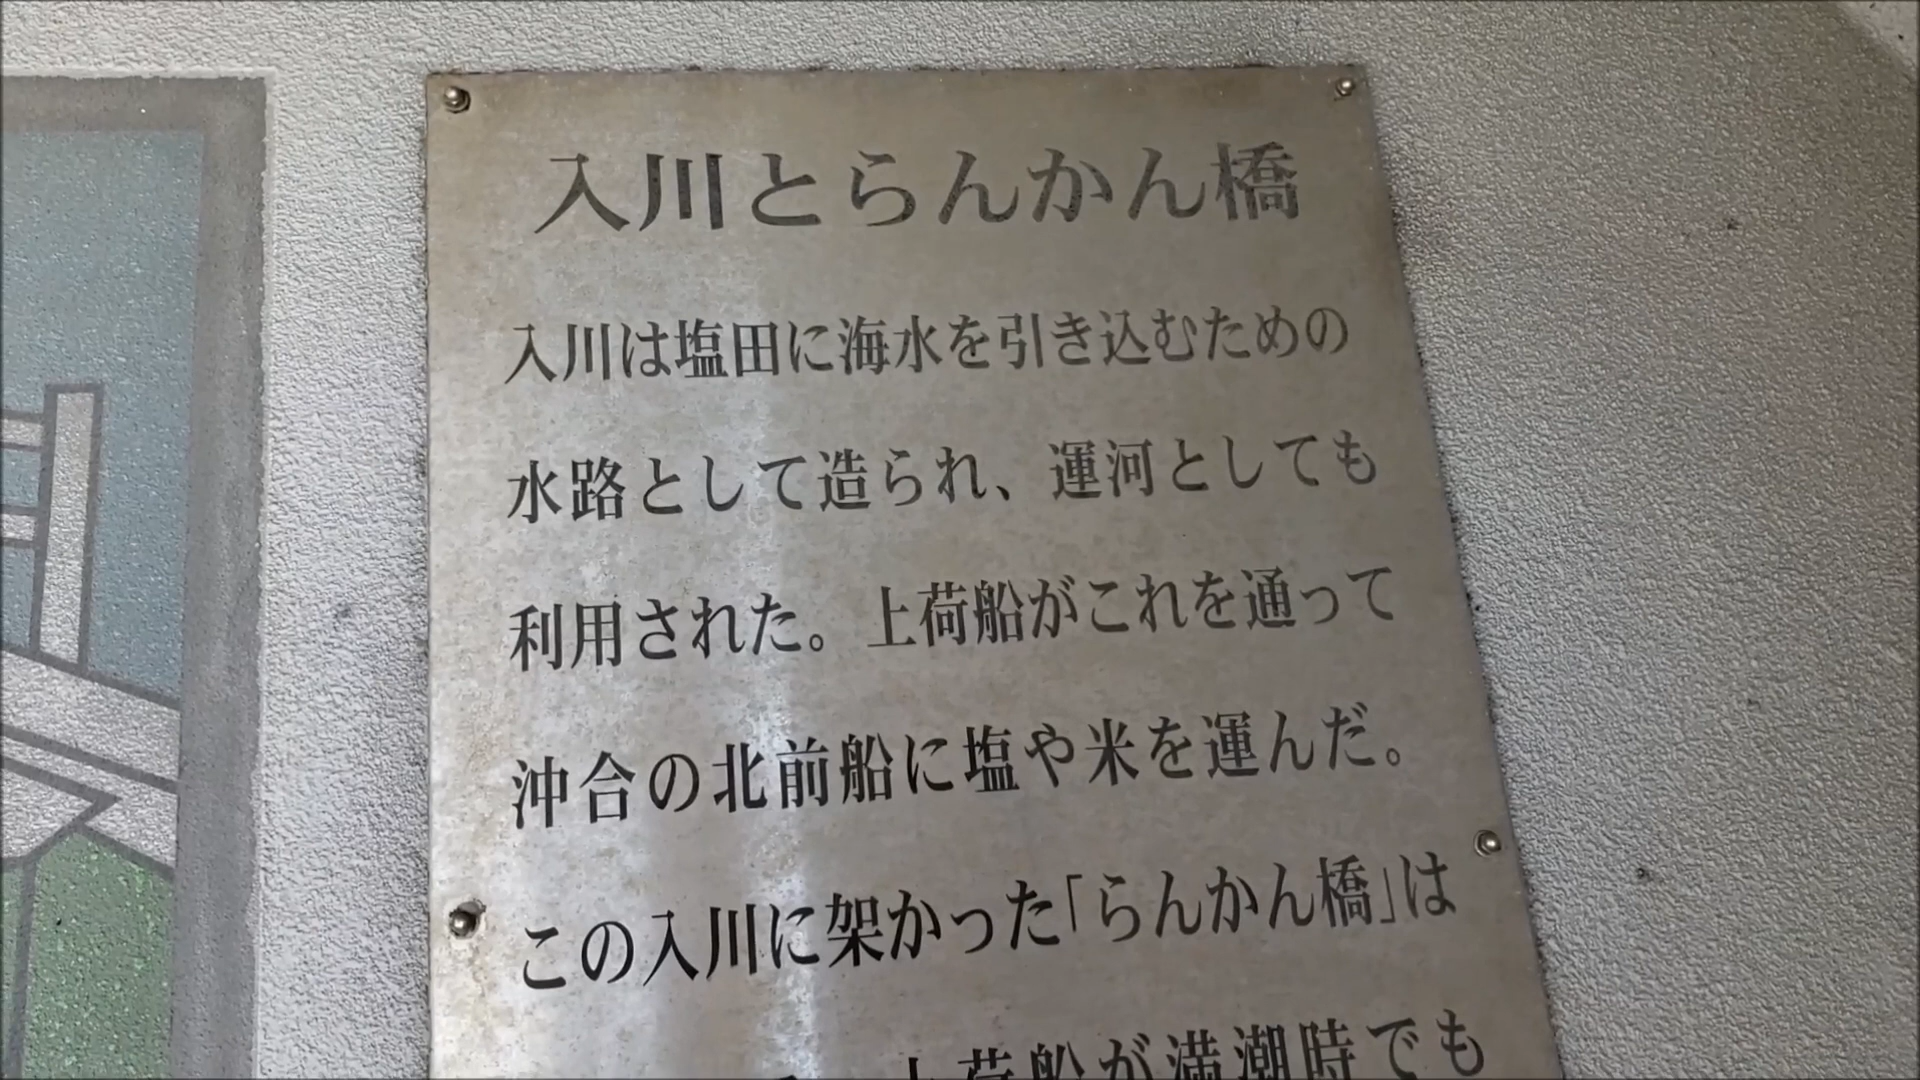 入川とらんかん橋
入川は塩田に海水を引き込むための
水路として造られ、運河としても
利用された。上荷船がこれを通って
沖合の北前船に塩や米を運んだ。
この入川に架かった「らんかん橋」は
上荷船が満潮時でも